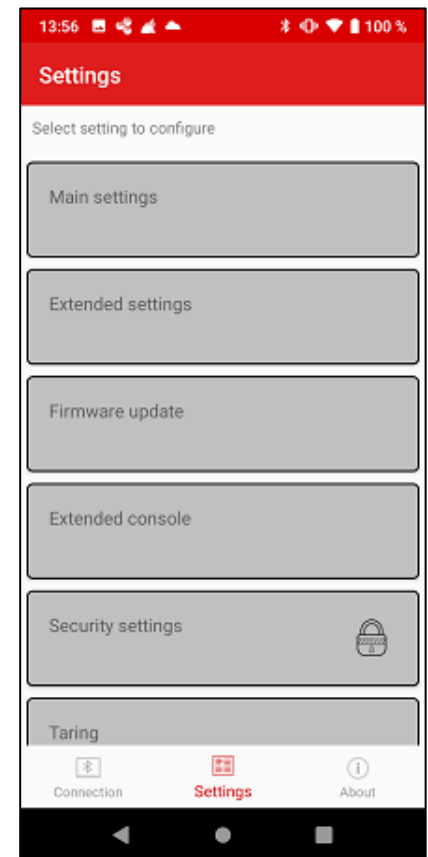 13:56 100 %
Settings
Select setting to configure
Main settings
Extended settings
Firmware update
Extended console
Security settings
Taring
Connection Settings About